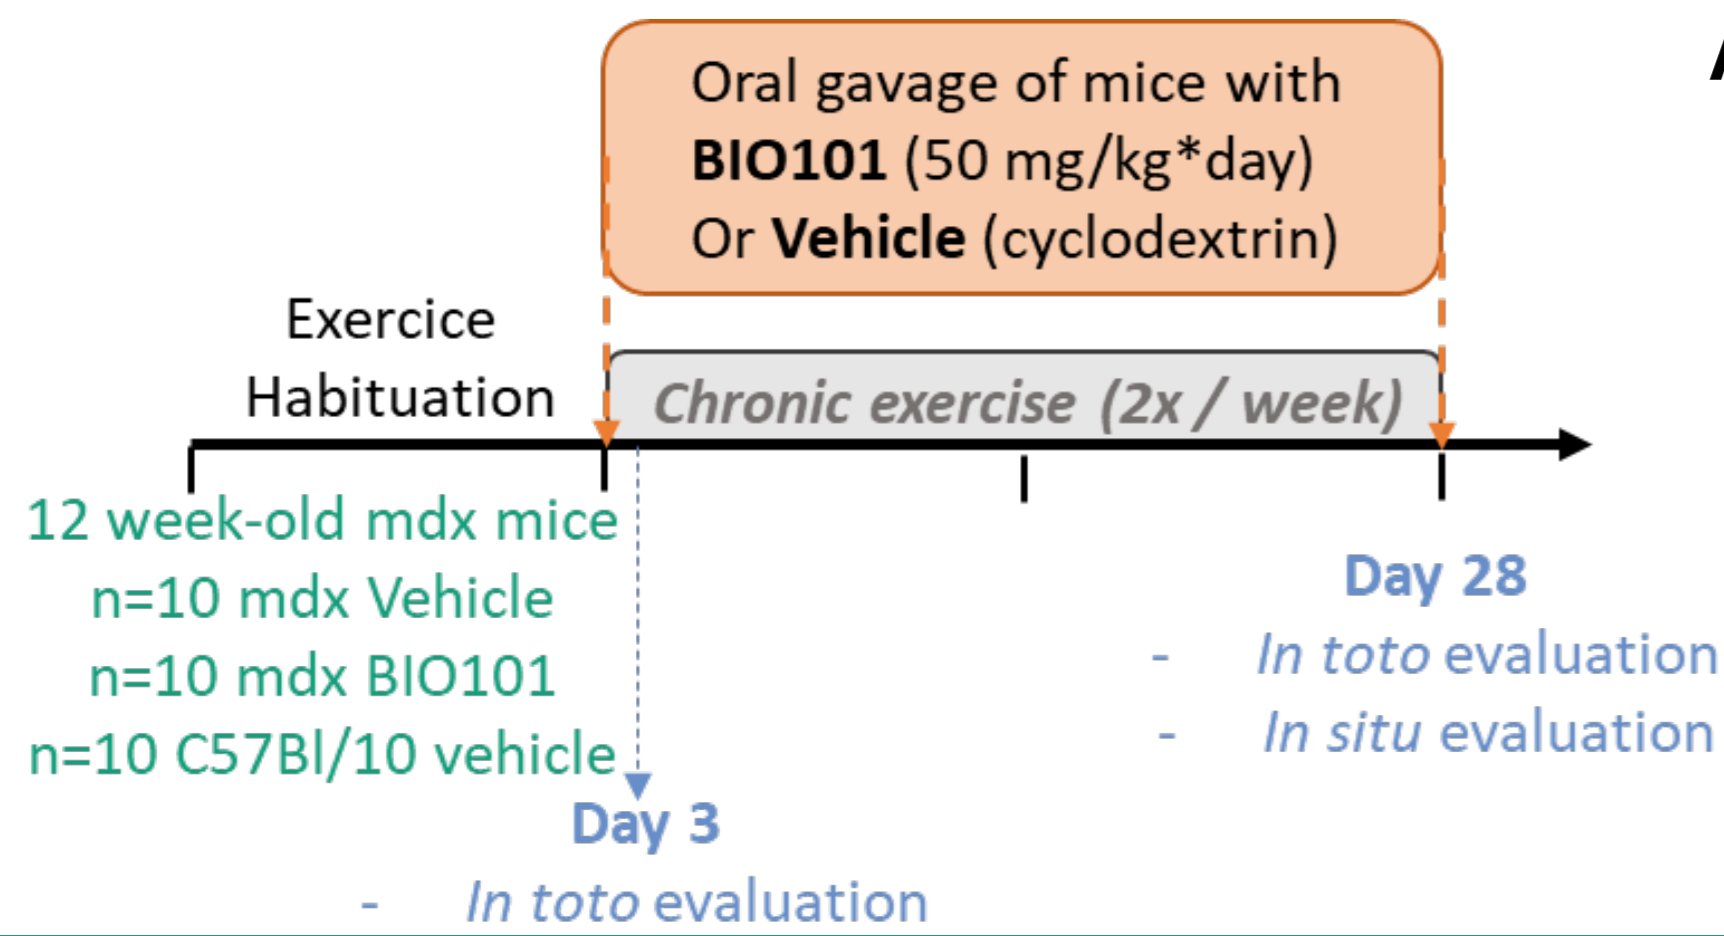 Oral gavage of mice with
BIO101 (50 mg/kg*day)
Or Vehicle (cyclodextrin)
Exercice
Habituation
Chronic exercise (2x / week)
12 week-old mdx mice
n=10 mdx Vehicle
n=10 mdx BIO101
n=10 C57Bl/10 vehicle
Day 3
- In toto evaluation
Day 28
- In toto evaluation
- In situ evaluation